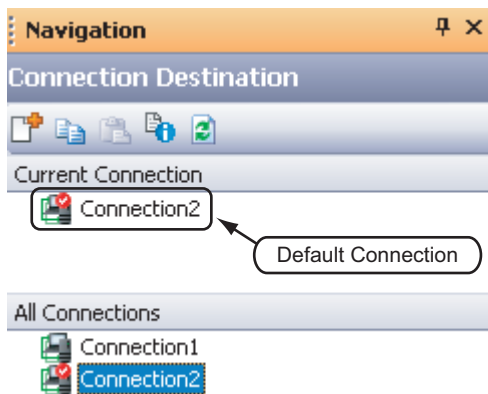 Navigation
Connection Destination
Current Connection
Connection2
Default Connection
All Connections
Connection1
Connection2